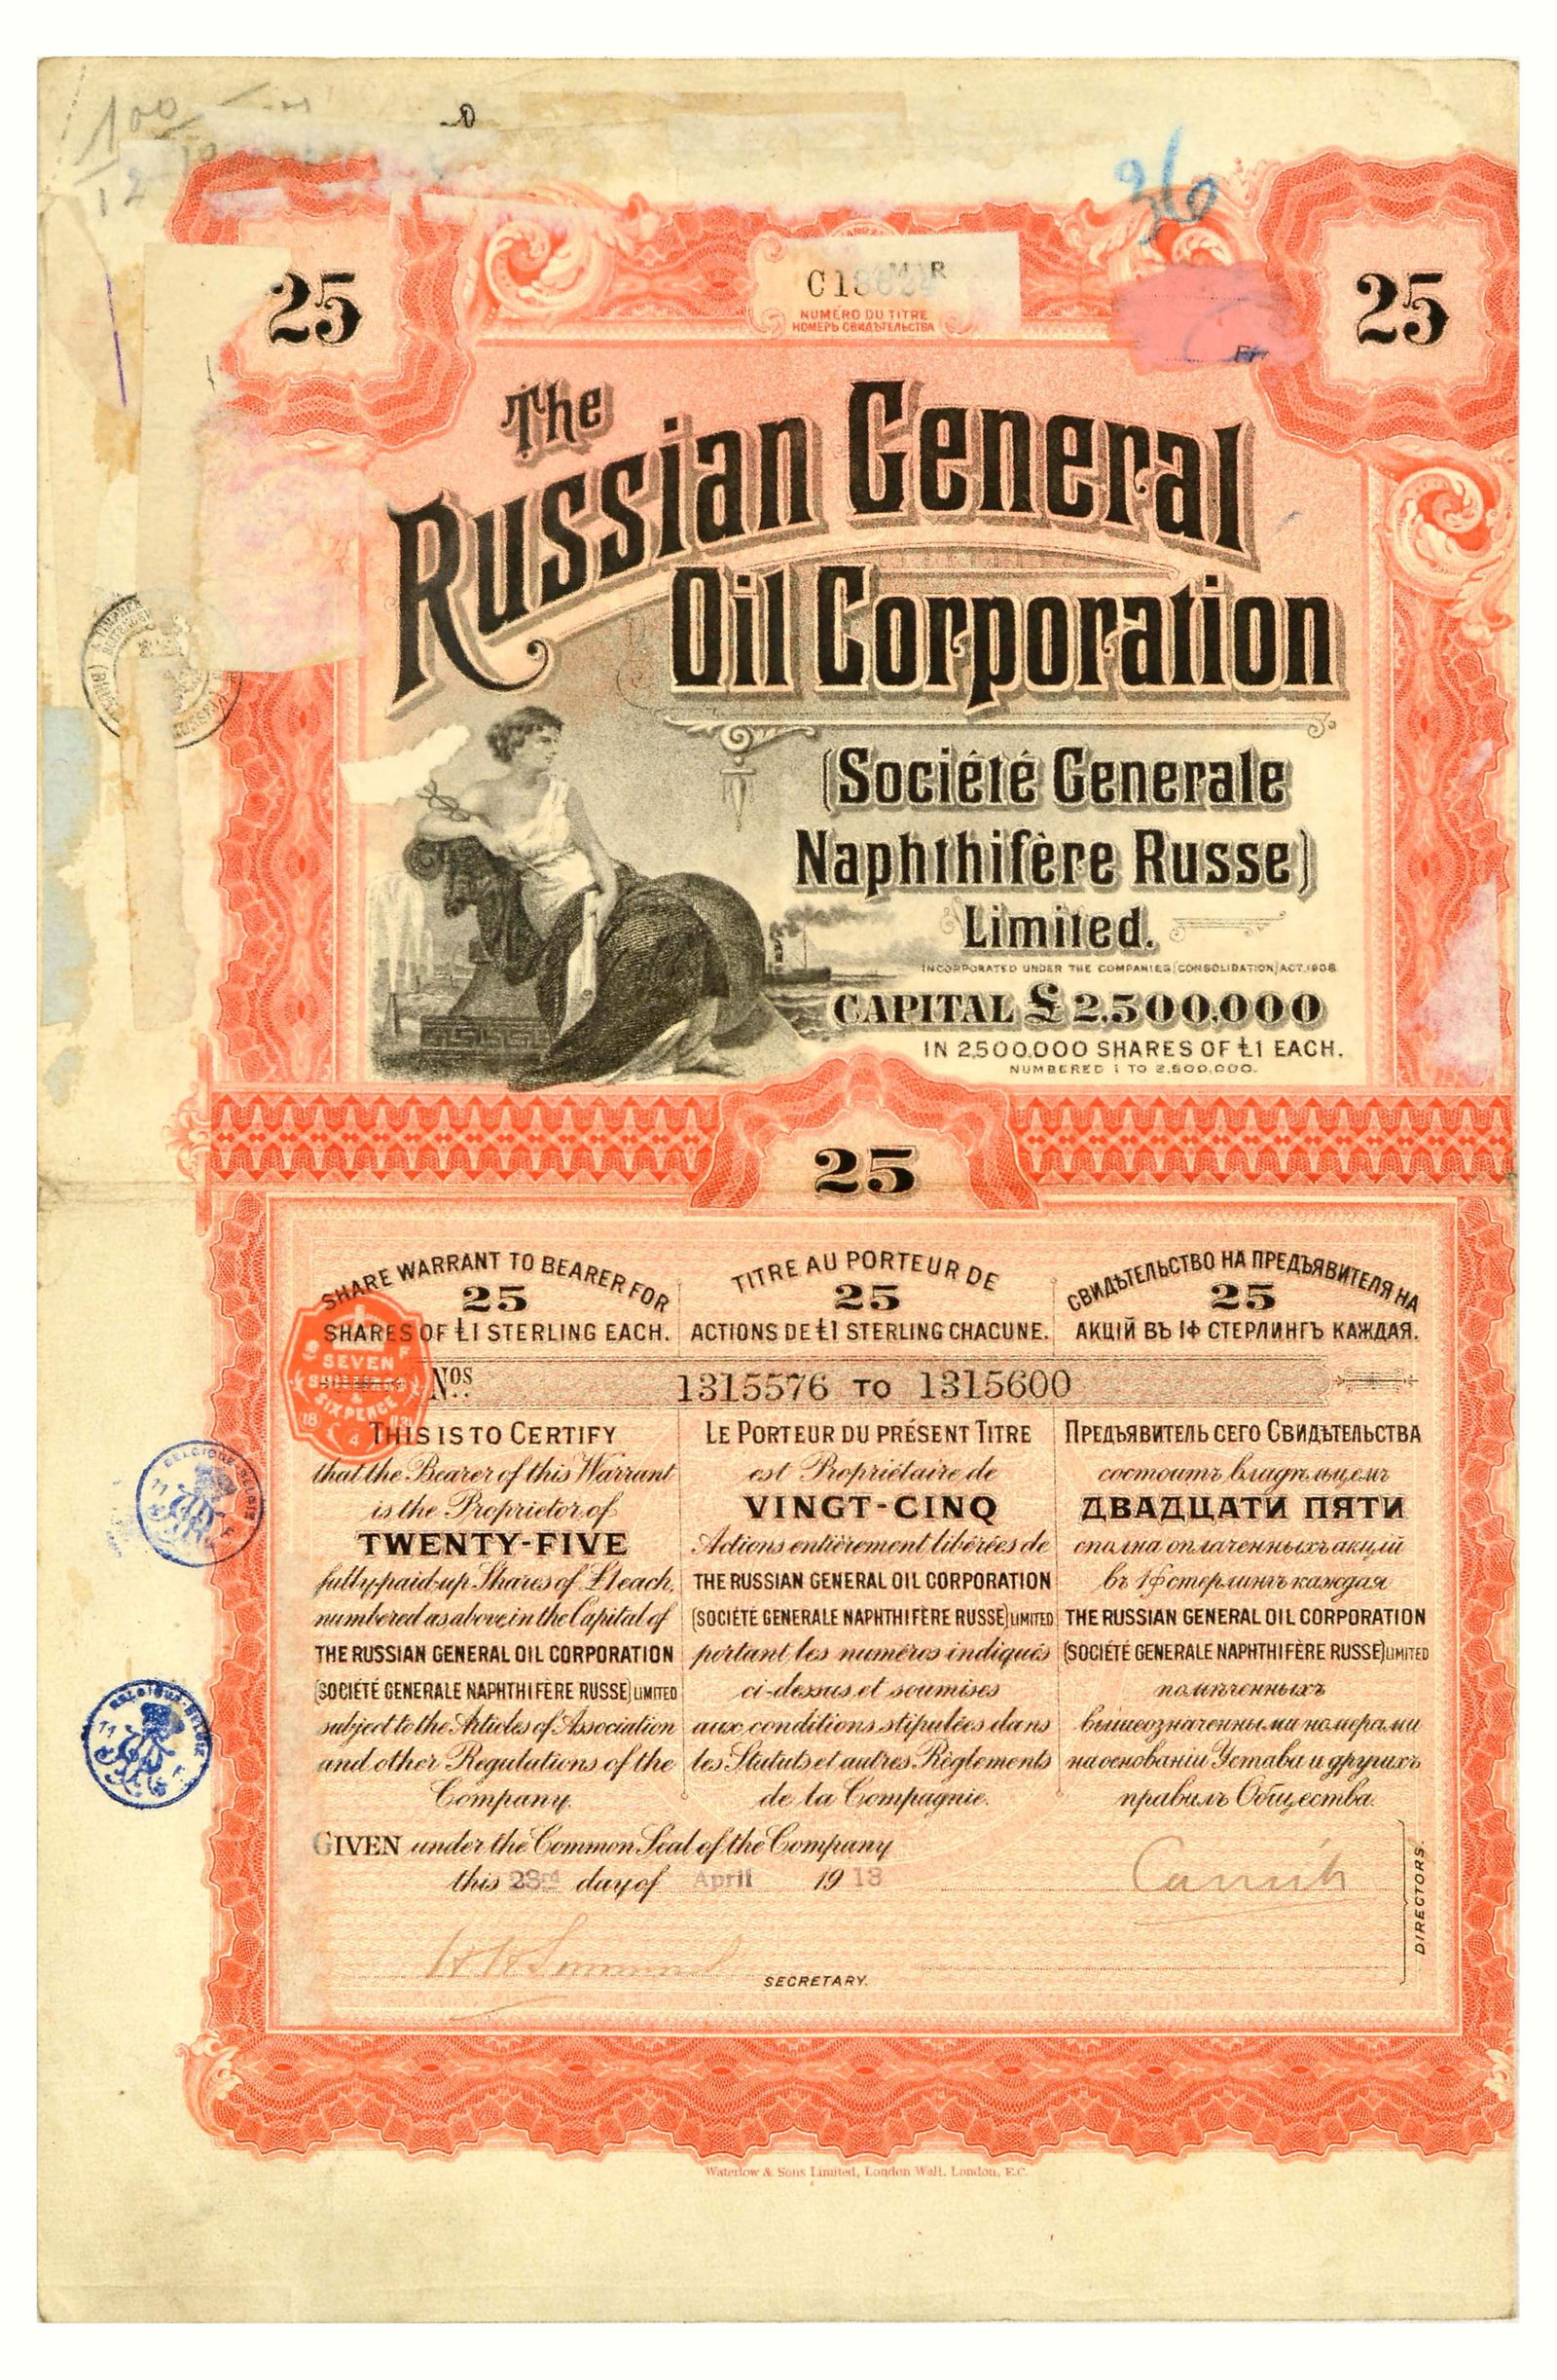 36
25
25
NUMÉRO DU TITRE
НОМЕРЪ СВИДѢТЕЛЬСТВА
The
Russian General
Oil Corporation
(Société Generale
Naphthifère Russe)
Limited.
INCORPORATED UNDER THE COMPANIES (CONSOLIDATION) ACT, 1908
CAPITAL £2,500,000
IN 2,500,000 SHARES OF £1 EACH.
NUMBERED 1 TO 2,500,000.
25
SHARE WARRANT TO BEARER FOR
25
SHARES OF £1 STERLING EACH.
TITRE AU PORTEUR DE
25
ACTIONS DE £1 STERLING CHACUNE.
СВИДѢТЕЛЬСТВО НА ПРЕДЪЯВИТЕЛЯ НА
25
АКЦІЙ ВЪ 1Ф СТЕРЛИНГЪ КАЖДАЯ.
SEVEN
SHILLINGS
&
SIXPENCE
Nos. 1315576 TO 1315600
THIS IS TO CERTIFY
that the Bearer of this Warrant
is the Proprietor of
TWENTY-FIVE
fully-paid-up Shares of £1 each,
numbered as above in the Capital of
THE RUSSIAN GENERAL OIL CORPORATION
(SOCIÉTÉ GENERALE NAPHTHIFÈRE RUSSE) LIMITED
subject to the Articles of Association
and other Regulations of the
Company.
LE PORTEUR DU PRÉSENT TITRE
est Propriétaire de
VINGT-CINQ
Actions entièrement libérées de
THE RUSSIAN GENERAL OIL CORPORATION
(SOCIÉTÉ GENERALE NAPHTHIFÈRE RUSSE) LIMITED
portant les numéros indiqués
ci-dessus et soumises
aux conditions stipulées dans
les Statuts et autres Règlements
de la Compagnie.
ПРЕДЪЯВИТЕЛЬ СЕГО СВИДѢТЕЛЬСТВА
состоитъ владѣльцемъ
ДВАДЦАТИ ПЯТИ
сполна оплаченныхъ акцій
въ 1ф стерлингъ каждая
THE RUSSIAN GENERAL OIL CORPORATION
(SOCIÉTÉ GENERALE NAPHTHIFÈRE RUSSE) LIMITED
помѣченныхъ
вышеозначенными номерами
на основаніи Устава и другихъ
правилъ Общества.
GIVEN under the Common Seal of the Company
this 23rd day of April 1913
DIRECTORS.
SECRETARY.
BELGIQUE-BELGIE
BELGIQUE-BELGIE
Waterlow & Sons Limited, London Wall, London, E.C.